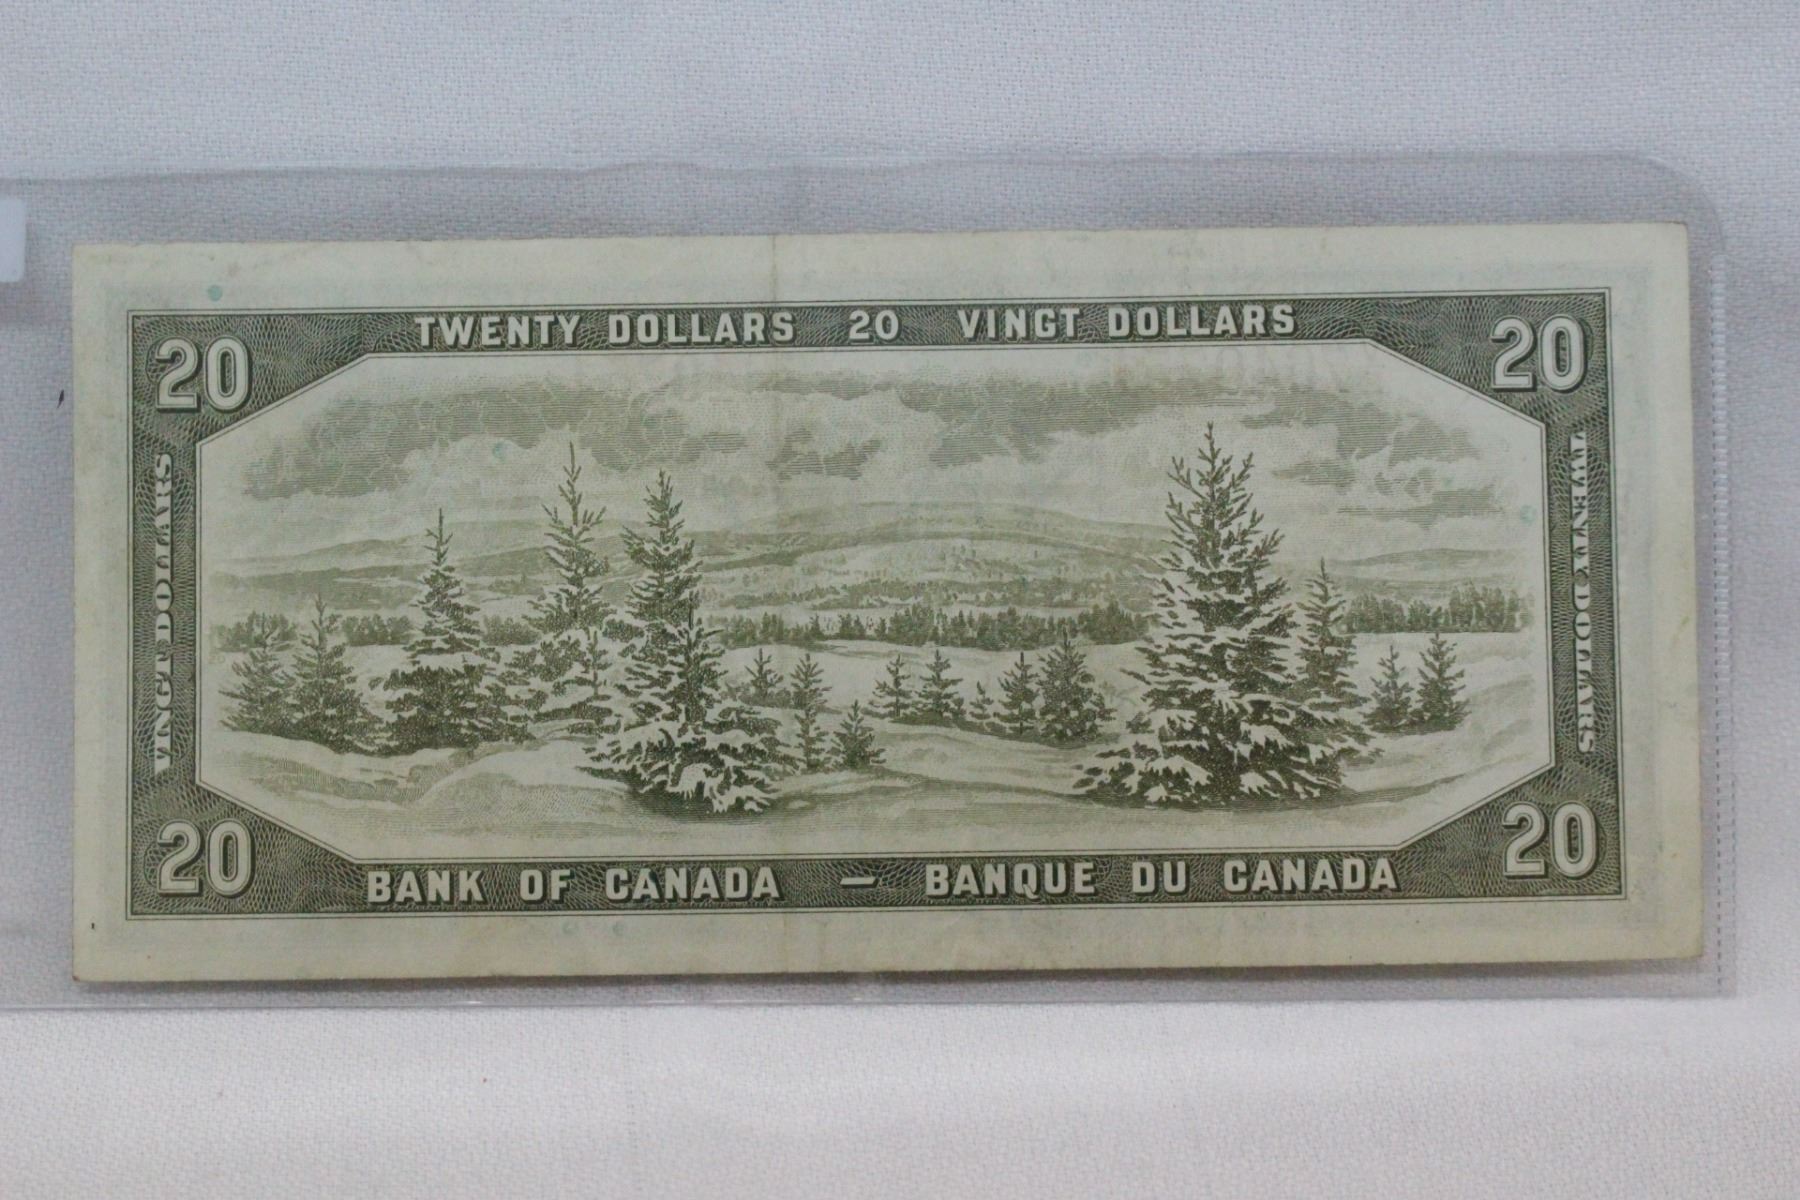 TWENTY DOLLARS 20 VINGT DOLLARS
20
20
VINGT DOLLARS
TWENTY DOLLARS
20
20
BANK OF CANADA – BANQUE DU CANADA